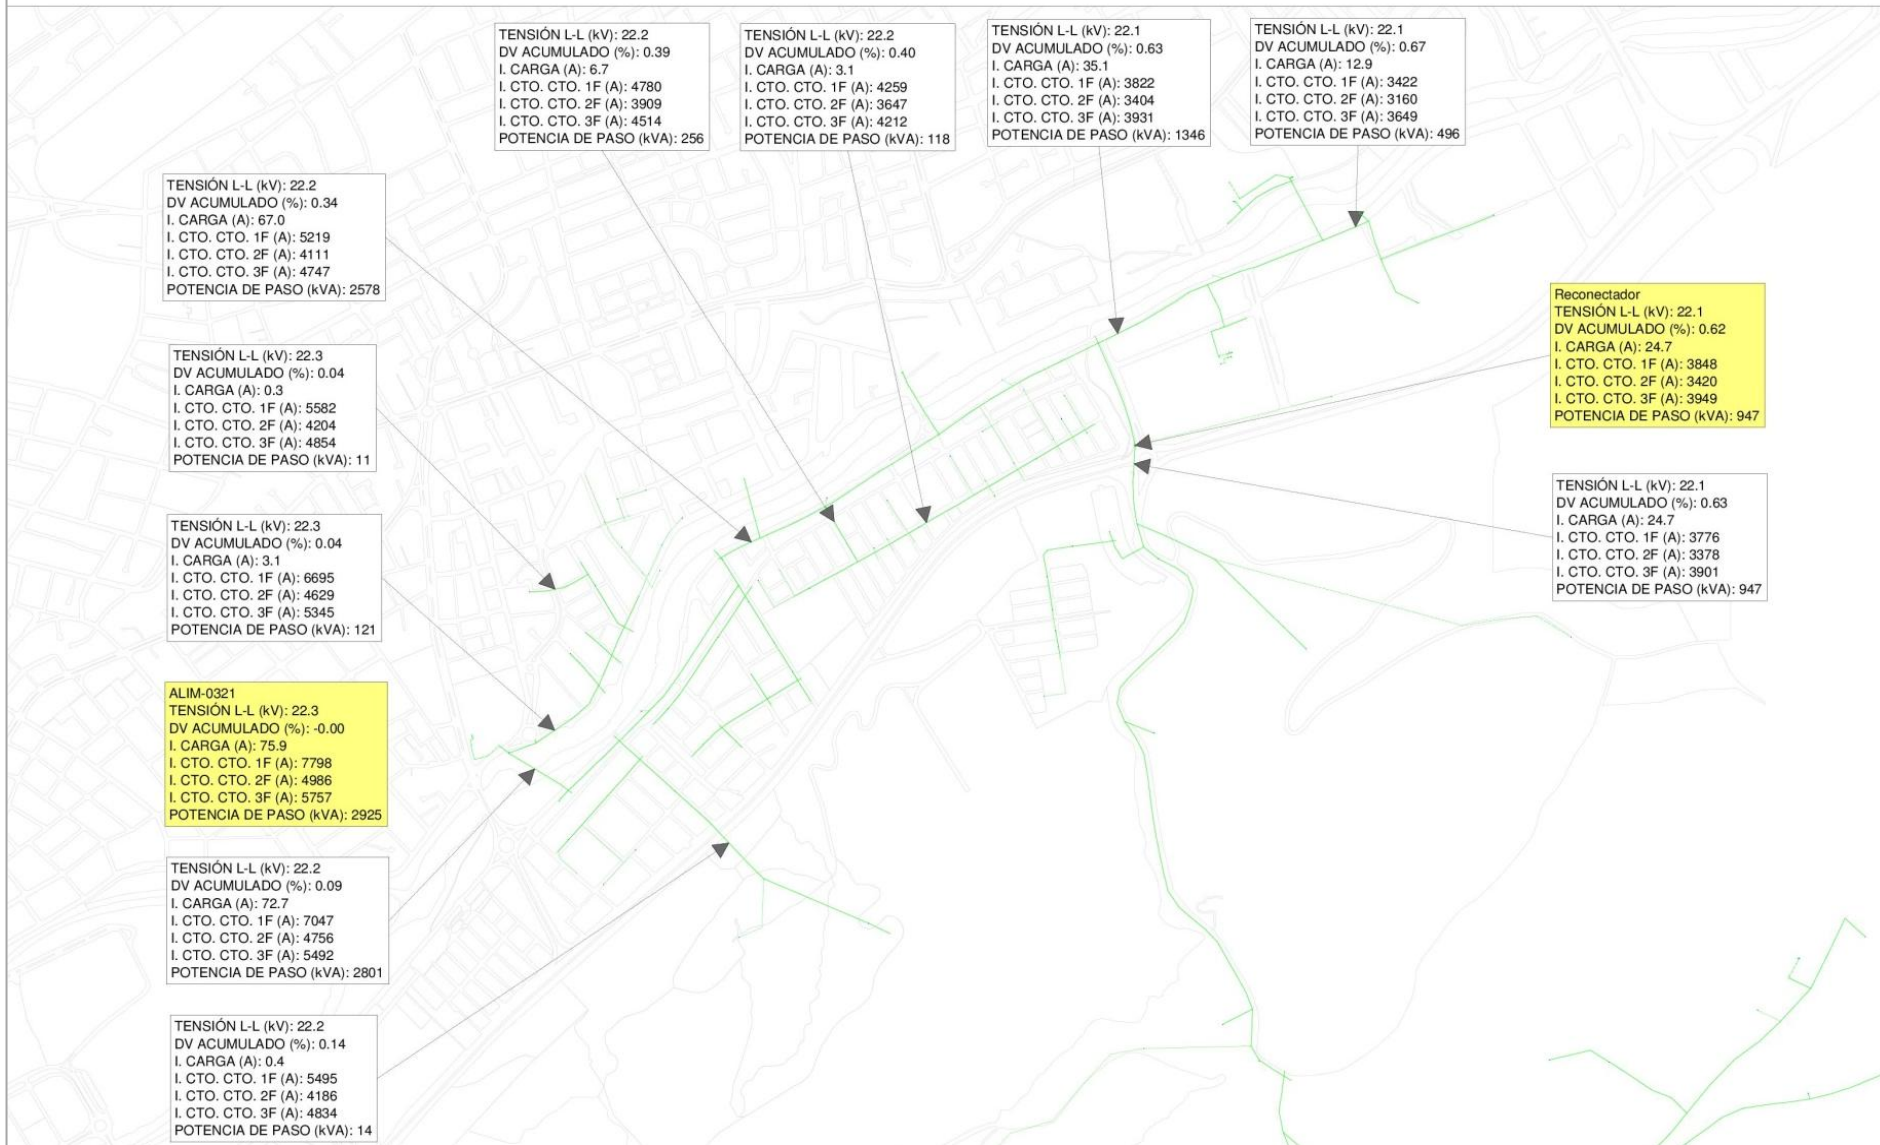 TENSIÓN L-L (kV): 22.2
DV ACUMULADO (%): 0.39
I. CARGA (A): 6.7
I. CTO. CTO. 1F (A): 4780
I. CTO. CTO. 2F (A): 3909
I. CTO. CTO. 3F (A): 4514
POTENCIA DE PASO (kVA): 256
TENSIÓN L-L (kV): 22.2
DV ACUMULADO (%): 0.40
I. CARGA (A): 3.1
I. CTO. CTO. 1F (A): 4259
I. CTO. CTO. 2F (A): 3647
I. CTO. CTO. 3F (A): 4212
POTENCIA DE PASO (kVA): 118
TENSIÓN L-L (kV): 22.1
DV ACUMULADO (%): 0.63
I. CARGA (A): 35.1
I. CTO. CTO. 1F (A): 3822
I. CTO. CTO. 2F (A): 3404
I. CTO. CTO. 3F (A): 3931
POTENCIA DE PASO (kVA): 1346
TENSIÓN L-L (kV): 22.1
DV ACUMULADO (%): 0.67
I. CARGA (A): 12.9
I. CTO. CTO. 1F (A): 3422
I. CTO. CTO. 2F (A): 3160
I. CTO. CTO. 3F (A): 3649
POTENCIA DE PASO (kVA): 496
TENSIÓN L-L (kV): 22.2
DV ACUMULADO (%): 0.34
I. CARGA (A): 67.0
I. CTO. CTO. 1F (A): 5219
I. CTO. CTO. 2F (A): 4111
I. CTO. CTO. 3F (A): 4747
POTENCIA DE PASO (kVA): 2578
Reconectador
TENSIÓN L-L (kV): 22.1
DV ACUMULADO (%): 0.62
I. CARGA (A): 24.7
I. CTO. CTO. 1F (A): 3848
I. CTO. CTO. 2F (A): 3420
I. CTO. CTO. 3F (A): 3949
POTENCIA DE PASO (kVA): 947
TENSIÓN L-L (kV): 22.3
DV ACUMULADO (%): 0.04
I. CARGA (A): 0.3
I. CTO. CTO. 1F (A): 5582
I. CTO. CTO. 2F (A): 4204
I. CTO. CTO. 3F (A): 4854
POTENCIA DE PASO (kVA): 11
TENSIÓN L-L (kV): 22.1
DV ACUMULADO (%): 0.63
I. CARGA (A): 24.7
I. CTO. CTO. 1F (A): 3776
I. CTO. CTO. 2F (A): 3378
I. CTO. CTO. 3F (A): 3901
POTENCIA DE PASO (kVA): 947
TENSIÓN L-L (kV): 22.3
DV ACUMULADO (%): 0.04
I. CARGA (A): 3.1
I. CTO. CTO. 1F (A): 6695
I. CTO. CTO. 2F (A): 4629
I. CTO. CTO. 3F (A): 5345
POTENCIA DE PASO (kVA): 121
ALIM-0321
TENSIÓN L-L (kV): 22.3
DV ACUMULADO (%): -0.00
I. CARGA (A): 75.9
I. CTO. CTO. 1F (A): 7798
I. CTO. CTO. 2F (A): 4986
I. CTO. CTO. 3F (A): 5757
POTENCIA DE PASO (kVA): 2925
TENSIÓN L-L (kV): 22.2
DV ACUMULADO (%): 0.09
I. CARGA (A): 72.7
I. CTO. CTO. 1F (A): 7047
I. CTO. CTO. 2F (A): 4756
I. CTO. CTO. 3F (A): 5492
POTENCIA DE PASO (kVA): 2801
TENSIÓN L-L (kV): 22.2
DV ACUMULADO (%): 0.14
I. CARGA (A): 0.4
I. CTO. CTO. 1F (A): 5495
I. CTO. CTO. 2F (A): 4186
I. CTO. CTO. 3F (A): 4834
POTENCIA DE PASO (kVA): 14